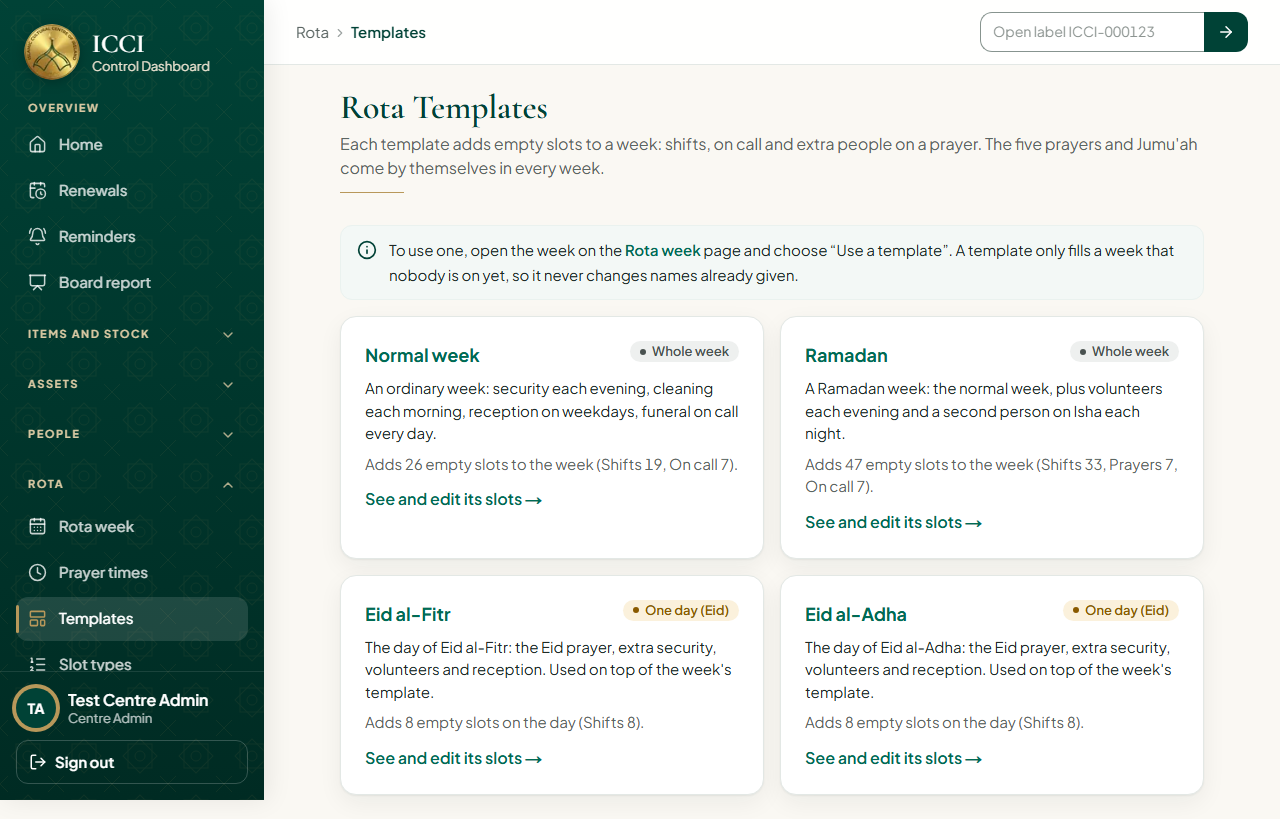 ICCI
Control Dashboard
OVERVIEW
Home
Renewals
Reminders
Board report
ITEMS AND STOCK
ASSETS
PEOPLE
ROTA
Rota week
Prayer times
Templates
Slot types
TA
Test Centre Admin
Centre Admin
Sign out
Rota > Templates
Open label ICCI-000123
Rota Templates
Each template adds empty slots to a week: shifts, on call and extra people on a prayer. The five prayers and Jumu'ah
come by themselves in every week.
To use one, open the week on the Rota week page and choose “Use a template”. A template only fills a week that
nobody is on yet, so it never changes names already given.
Normal week
Whole week
An ordinary week: security each evening, cleaning
each morning, reception on weekdays, funeral on call
every day.
Adds 26 empty slots to the week (Shifts 19, On call 7).
See and edit its slots →
Ramadan
Whole week
A Ramadan week: the normal week, plus volunteers
each evening and a second person on Isha each
night.
Adds 47 empty slots to the week (Shifts 33, Prayers 7,
On call 7).
See and edit its slots →
Eid al-Fitr
One day (Eid)
The day of Eid al-Fitr: the Eid prayer, extra security,
volunteers and reception. Used on top of the week's
template.
Adds 8 empty slots on the day (Shifts 8).
See and edit its slots →
Eid al-Adha
One day (Eid)
The day of Eid al-Adha: the Eid prayer, extra security,
volunteers and reception. Used on top of the week's
template.
Adds 8 empty slots on the day (Shifts 8).
See and edit its slots →